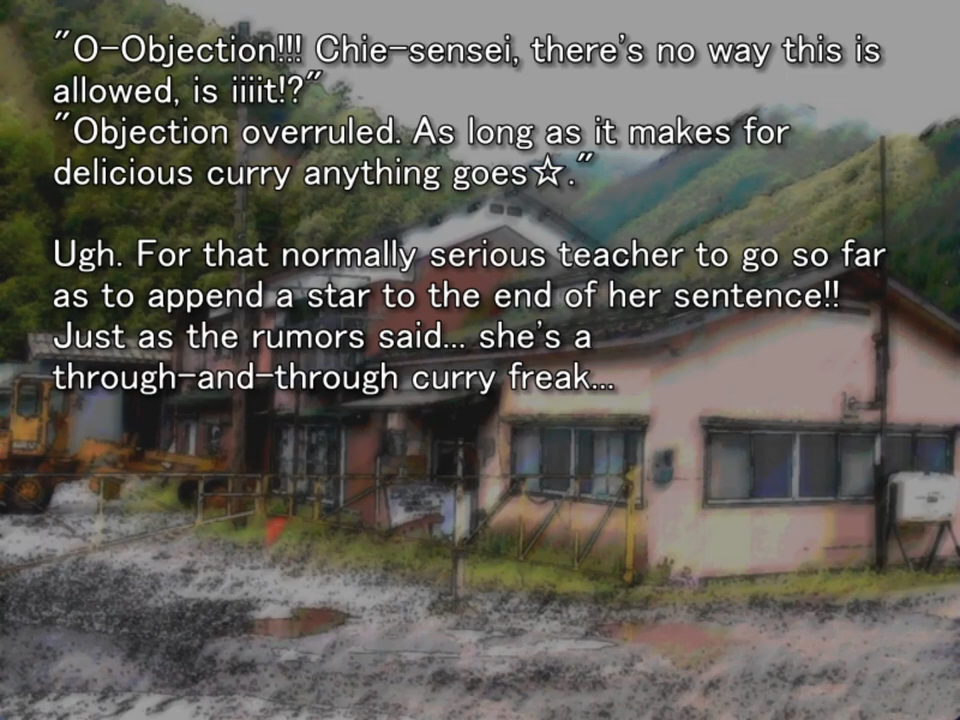 "O-Objection!!! Chie-sensei, there's no way this is
allowed, is iiiit!?"
"Objection overruled. As long as it makes for
delicious curry anything goes☆."
Ugh. For that normally serious teacher to go so far
as to append a star to the end of her sentence!!
Just as the rumors said... she's a
through-and-through curry freak...